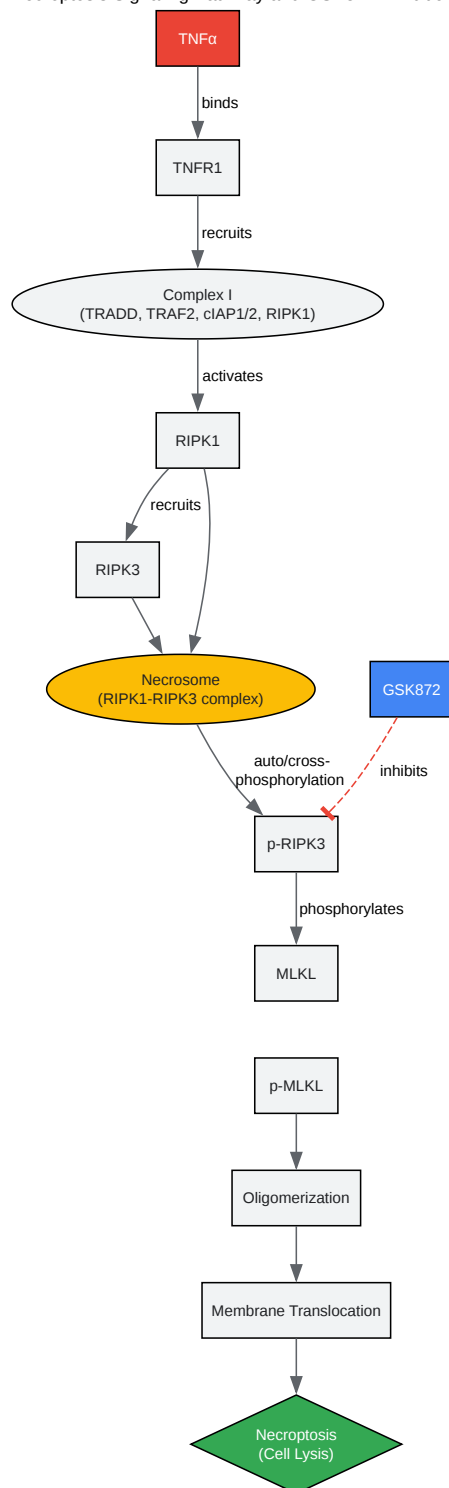 TNFα
binds
TNFR1
recruits
Complex I
(TRADD, TRAF2, cIAP1/2, RIPK1)
activates
RIPK1
recruits
RIPK3
Necrosome
(RIPK1-RIPK3 complex)
GSK872
auto/cross-
phosphorylation
inhibits
p-RIPK3
phosphorylates
MLKL
p-MLKL
Oligomerization
Membrane Translocation
Necroptosis
(Cell Lysis)